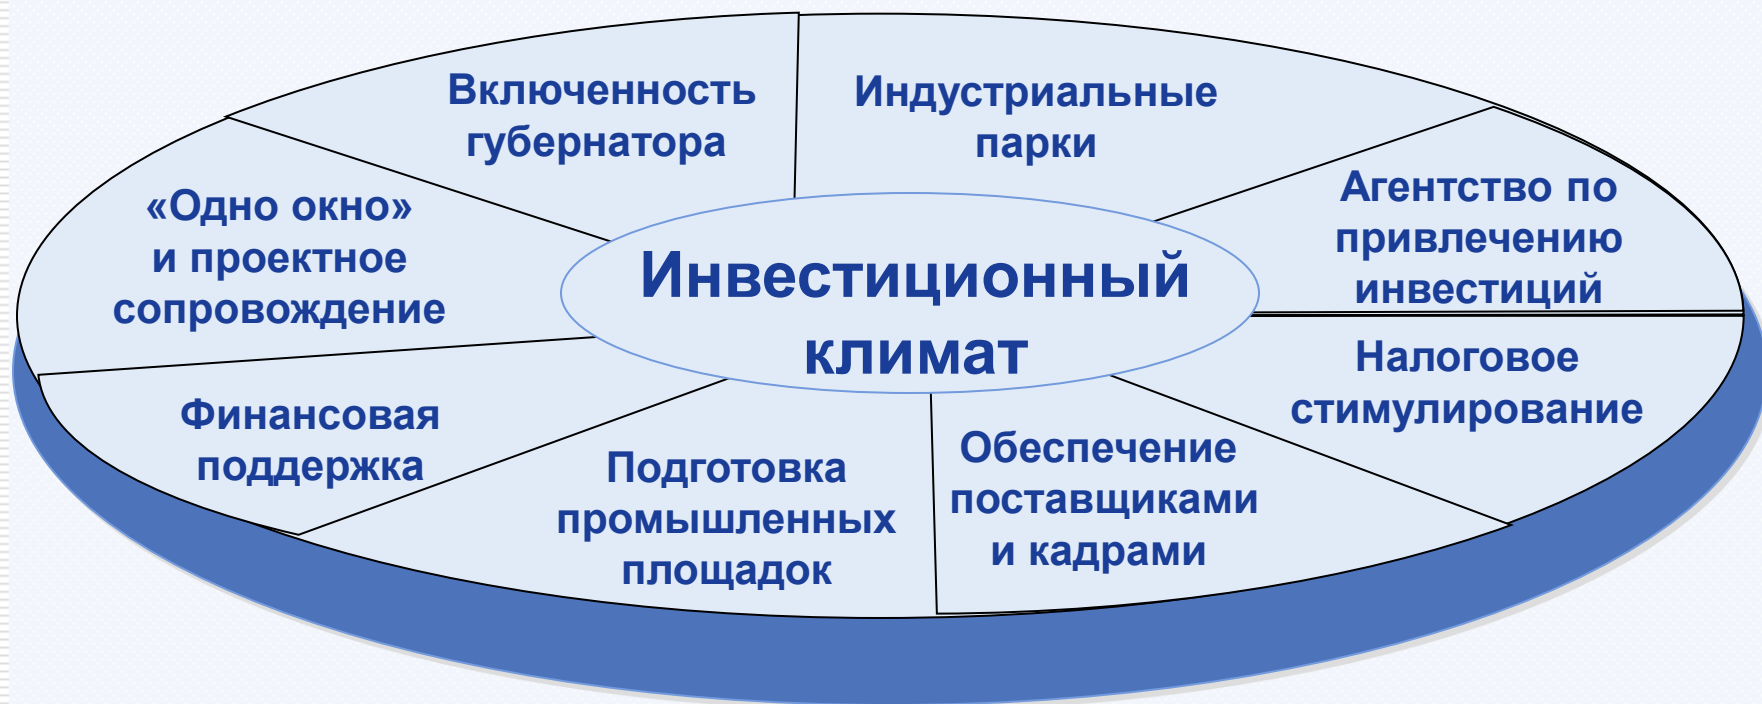 Включенность
губернатора
Индустриальные
парки
Агентство по
привлечению
инвестиций
«Одно окно»
и проектное
сопровождение
Инвестиционный
климат
Налоговое
стимулирование
Финансовая
поддержка
Подготовка
промышленных
площадок
Обеспечение
поставщиками
и кадрами